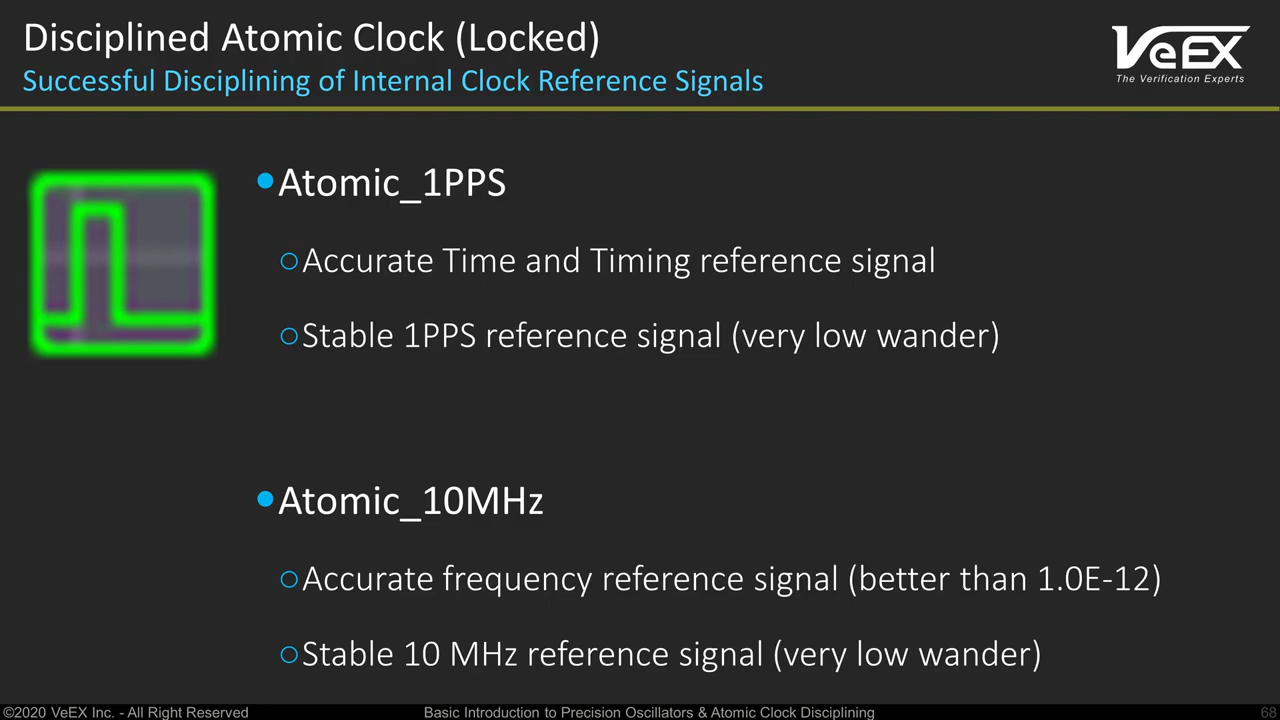 Disciplined Atomic Clock (Locked)
Successful Disciplining of Internal Clock Reference Signals
VeEX
The Verification Experts
•Atomic_1PPS
○Accurate Time and Timing reference signal
○Stable 1PPS reference signal (very low wander)
•Atomic_10MHz
○Accurate frequency reference signal (better than 1.0E-12)
○Stable 10 MHz reference signal (very low wander)
©2020 VeEX Inc. - All Right Reserved
Basic Introduction to Precision Oscillators & Atomic Clock Disciplining
68